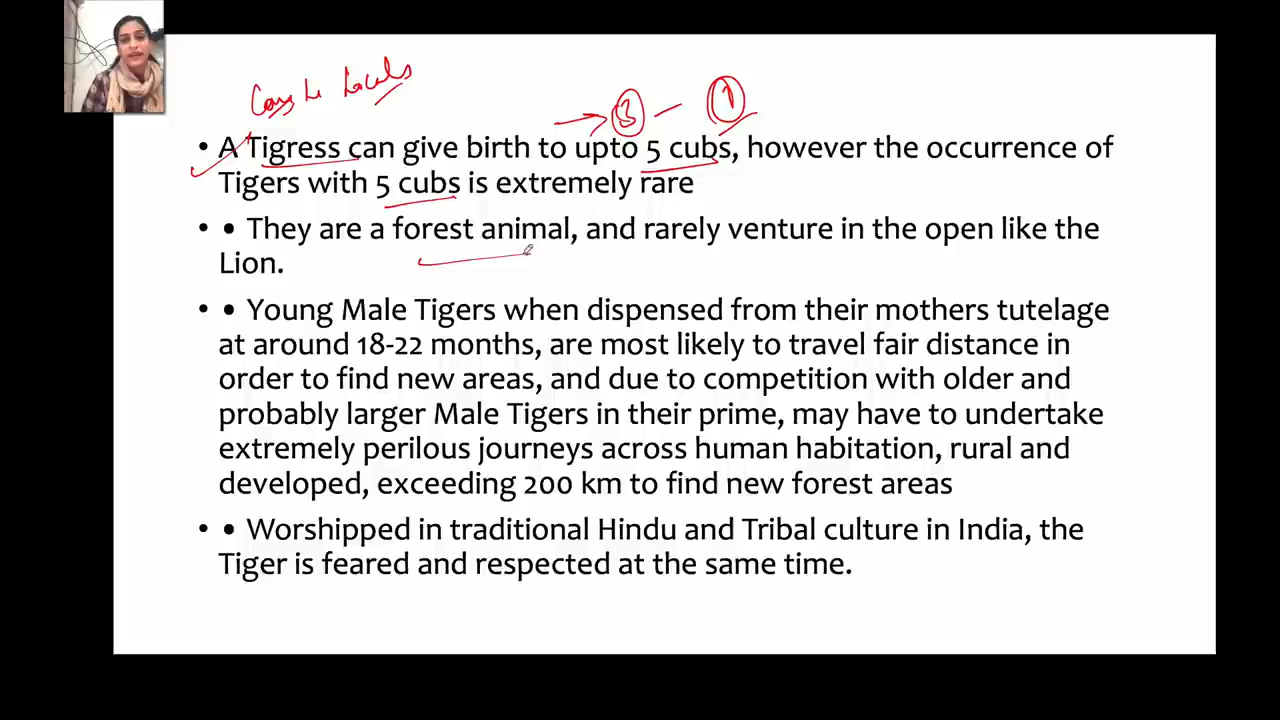 3 - 1
• A Tigress can give birth to upto 5 cubs, however the occurrence of
Tigers with 5 cubs is extremely rare
• • They are a forest animal, and rarely venture in the open like the
Lion.
• • Young Male Tigers when dispensed from their mothers tutelage
at around 18-22 months, are most likely to travel fair distance in
order to find new areas, and due to competition with older and
probably larger Male Tigers in their prime, may have to undertake
extremely perilous journeys across human habitation, rural and
developed, exceeding 200 km to find new forest areas
• • Worshipped in traditional Hindu and Tribal culture in India, the
Tiger is feared and respected at the same time.